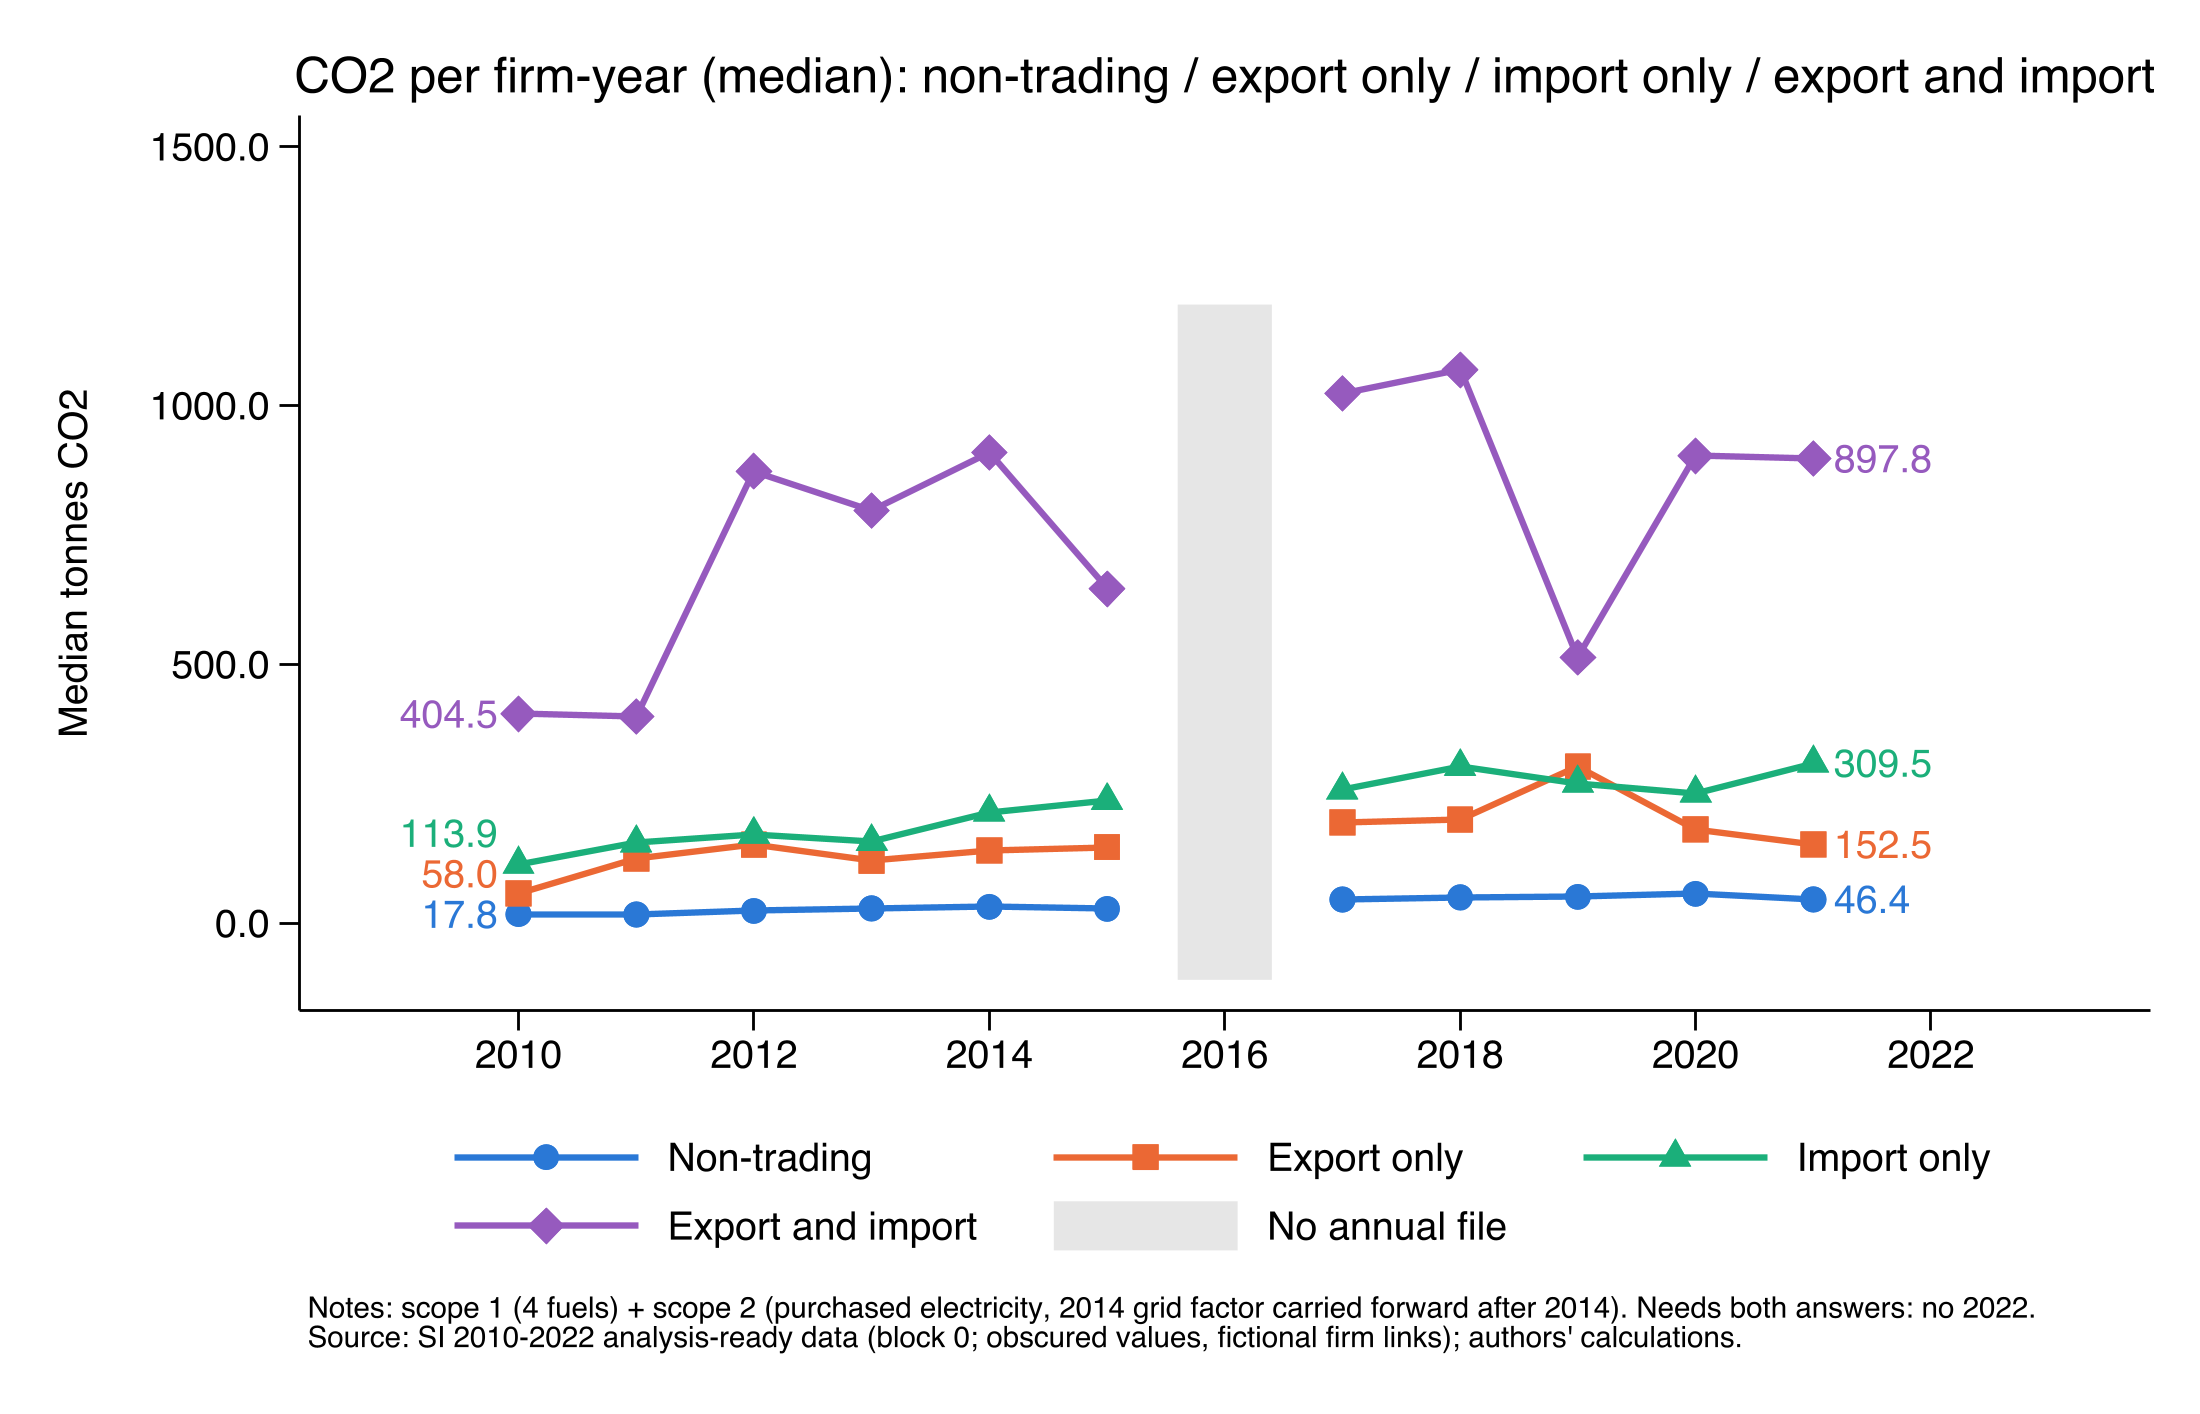 CO2 per firm-year (median): non-trading / export only / import only / export and import
Median tonnes CO2
1500.0
1000.0
500.0
0.0
404.5
113.9
58.0
17.8
897.8
309.5
152.5
46.4
2010 2012 2014 2016 2018 2020 2022
Non-trading Export only Import only
Export and import No annual file
Notes: scope 1 (4 fuels) + scope 2 (purchased electricity, 2014 grid factor carried forward after 2014). Needs both answers: no 2022.
Source: SI 2010-2022 analysis-ready data (block 0; obscured values, fictional firm links); authors' calculations.